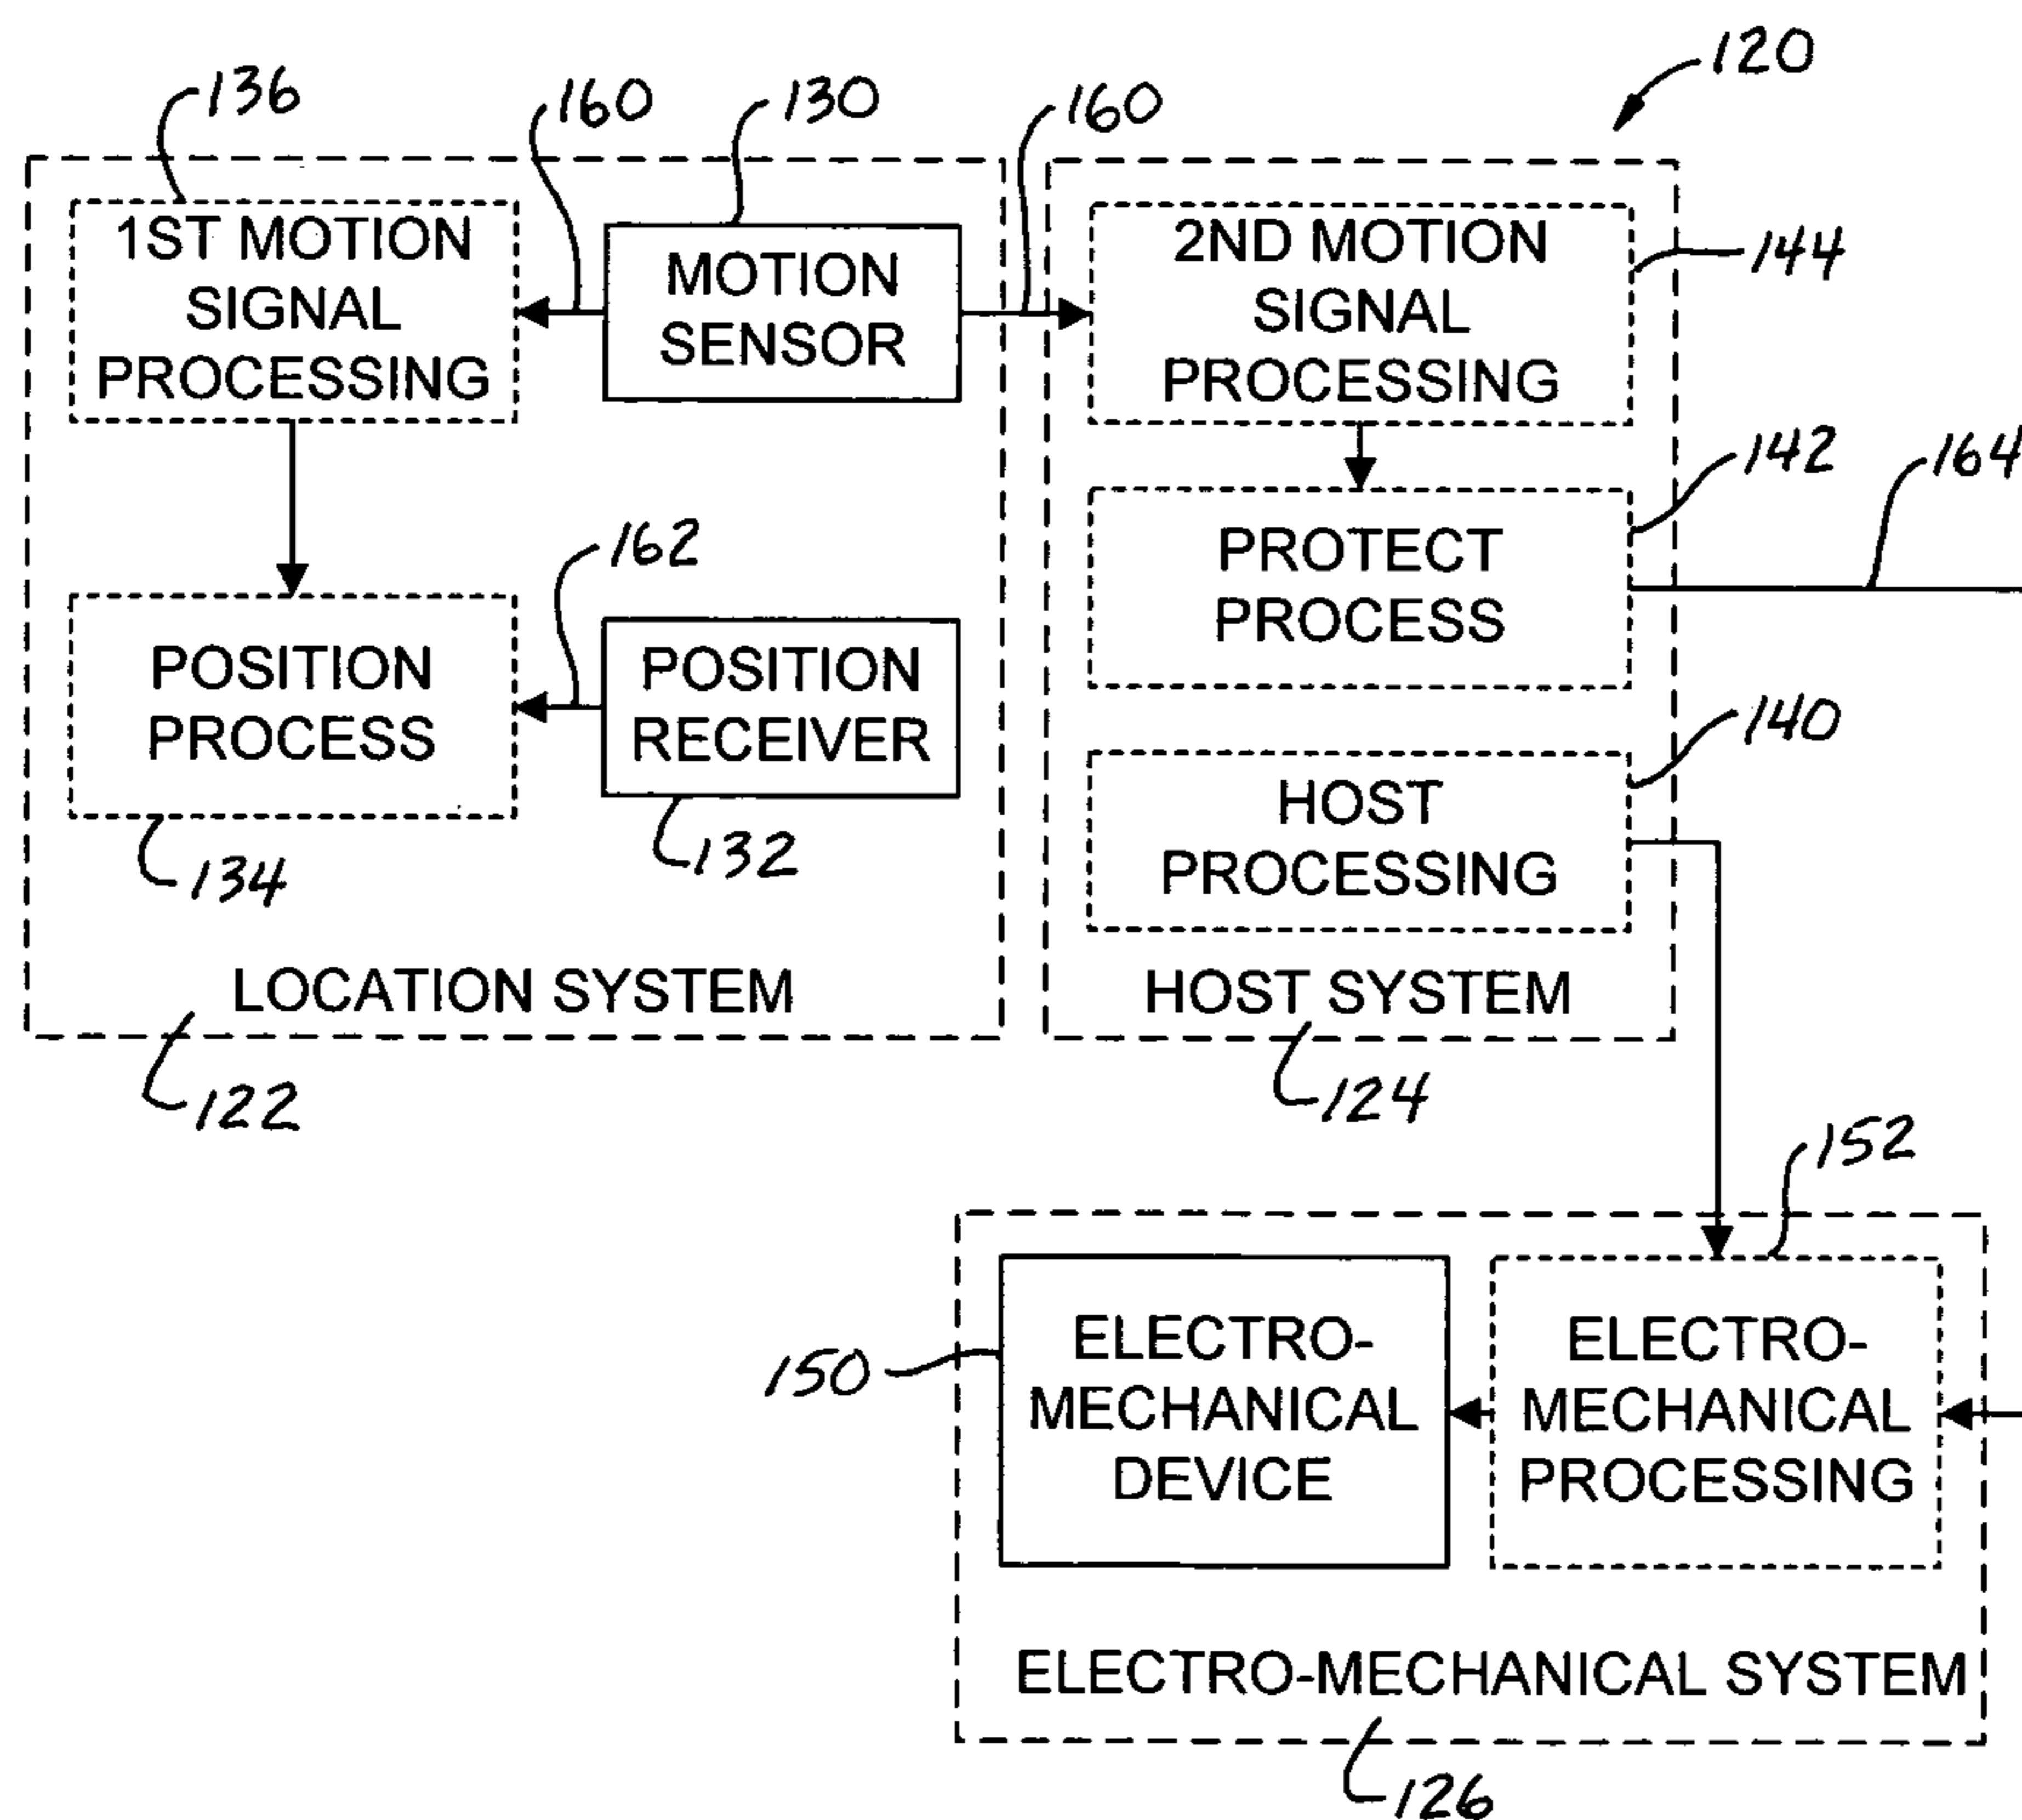 120
136
160
130
160
1ST MOTION
SIGNAL
PROCESSING
MOTION
SENSOR
2ND MOTION
SIGNAL
PROCESSING
144
142
164
162
PROTECT
PROCESS
POSITION
PROCESS
POSITION
RECEIVER
140
HOST
PROCESSING
134
132
LOCATION SYSTEM
HOST SYSTEM
122
124
152
150
ELECTRO-
MECHANICAL
DEVICE
ELECTRO-
MECHANICAL
PROCESSING
ELECTRO-MECHANICAL SYSTEM
126